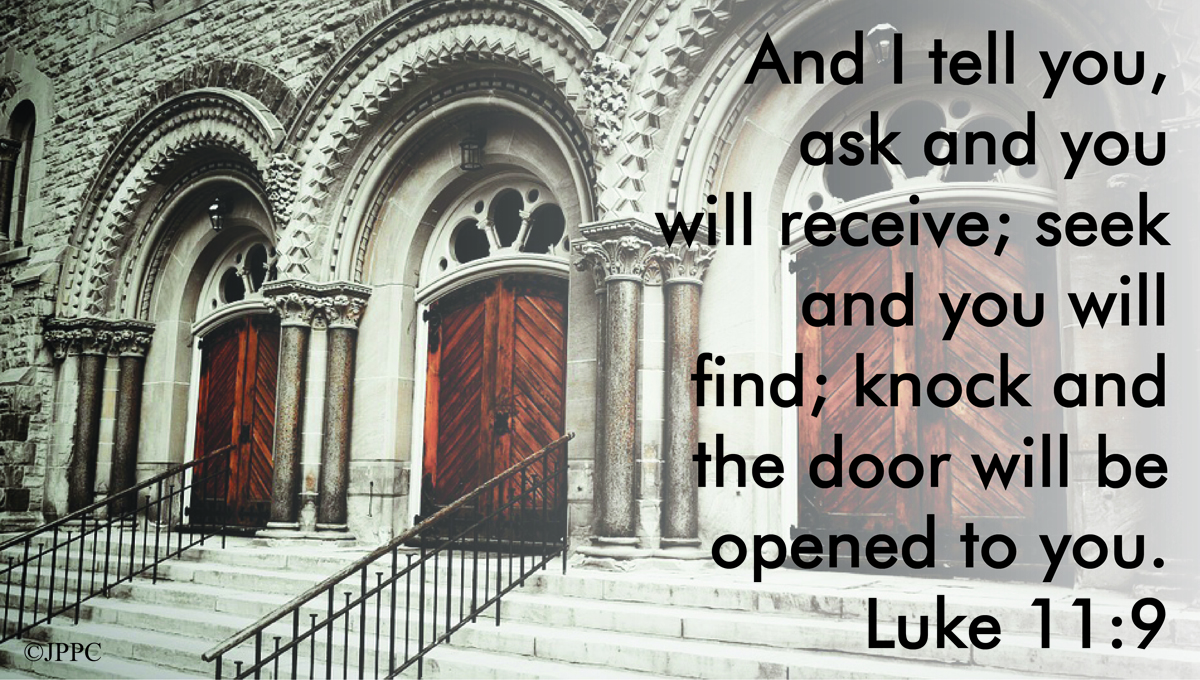 And I tell you,
ask and you
will receive; seek
and you will
find; knock and
the door will be
opened to you.
Luke 11:9
©JPPC